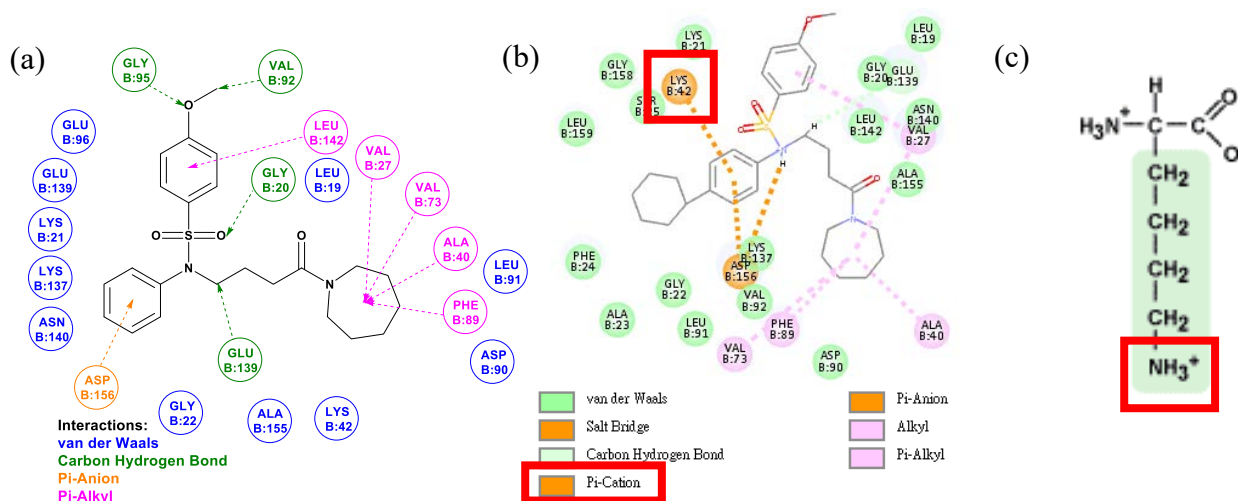 (a)
GLY
B:95
VAL
B:92
GLU
B:96
O
LEU
B:142
GLU
B:139
VAL
B:27
GLY
B:20
LEU
B:19
VAL
B:73
LYS
B:21
O S O
O
ALA
B:40
LYS
B:137
N
N
LEU
B:91
PHE
B:89
ASN
B:140
GLU
B:139
ASP
B:90
ASP
B:156
GLY
B:22
ALA
B:155
LYS
B:42
Interactions:
van der Waals
Carbon Hydrogen Bond
Pi-Anion
Pi-Alkyl
(b)
LYS
B:21
LEU
B:19
GLY
B:158
LYS
B:42
O
GLY
B:20
GLU
B:139
SER
LEU
B:159
O
S
O
H
LEU
B:142
ASN
B:140
VAL
B:27
N
H
O
ALA
B:155
N
PHE
B:24
LYS
B:137
ASP
B:156
GLY
B:22
VAL
B:92
ALA
B:23
LEU
B:91
PHE
B:89
ALA
B:40
VAL
B:73
ASP
B:90
van der Waals
Salt Bridge
Carbon Hydrogen Bond
Pi-Cation
Pi-Anion
Alkyl
Pi-Alkyl
(c)
H
O
H₃N⁺ C C
O
CH₂
CH₂
CH₂
CH₂
NH₃⁺